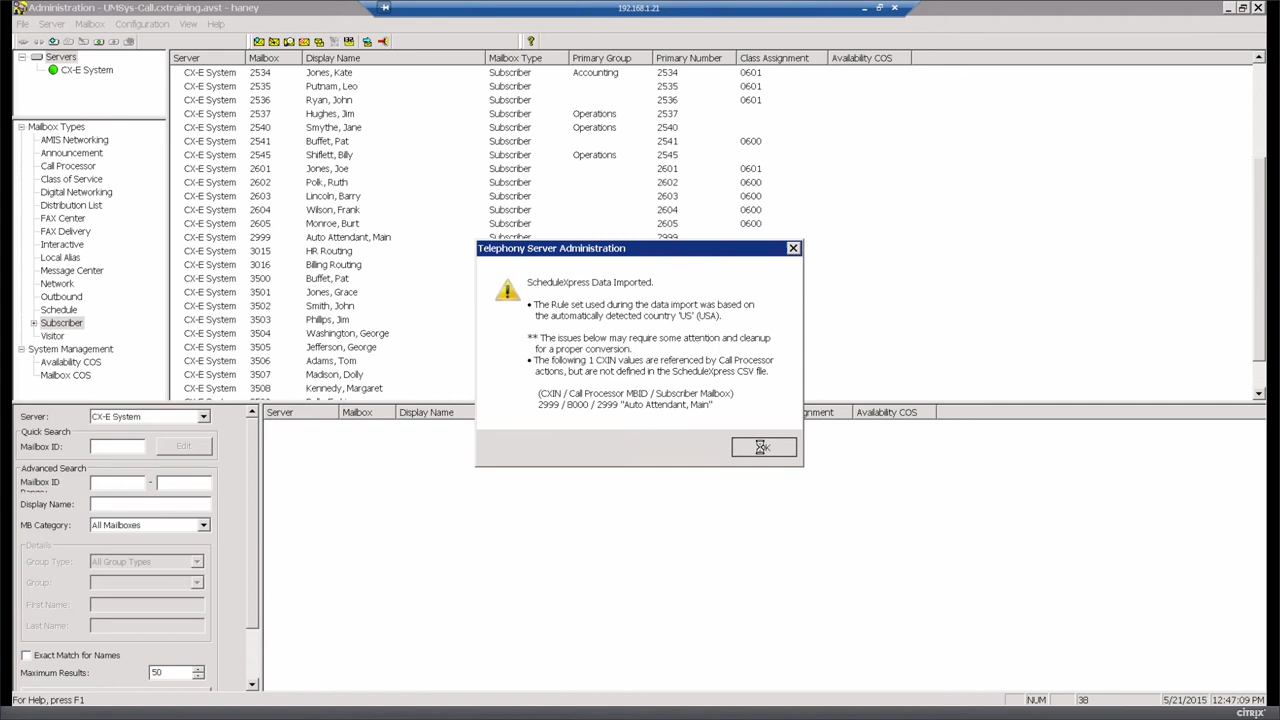 Administration - UMSys-Call.cxtraining.avst - haney
192.168.1.21
File Server Mailbox Configuration View Help
Servers
CX-E System
Server Mailbox Display Name Mailbox Type Primary Group Primary Number Class Assignment Availability COS
CX-E System 2534 Jones, Kate Subscriber Accounting 2534 0601
CX-E System 2535 Putnam, Leo Subscriber 2535 0601
CX-E System 2536 Ryan, John Subscriber 2536 0601
CX-E System 2537 Hughes, Jim Subscriber Operations 2537
CX-E System 2540 Smythe, Jane Subscriber Operations 2540
CX-E System 2541 Buffet, Pat Subscriber 2541 0600
CX-E System 2545 Shiflett, Billy Subscriber Operations 2545
CX-E System 2601 Jones, Joe Subscriber 2601 0601
CX-E System 2602 Polk, Ruth Subscriber 2602 0600
CX-E System 2603 Lincoln, Barry Subscriber 2603 0600
CX-E System 2604 Wilson, Frank Subscriber 2604 0600
CX-E System 2605 Monroe, Burt Subscriber 2605 0600
CX-E System 2999 Auto Attendant, Main Subscriber 2999
CX-E System 3015 HR Routing
CX-E System 3016 Billing Routing
CX-E System 3500 Buffet, Pat
CX-E System 3501 Jones, Grace
CX-E System 3502 Smith, John
CX-E System 3503 Phillips, Jim
CX-E System 3504 Washington, George
CX-E System 3505 Jefferson, George
CX-E System 3506 Adams, Tom
CX-E System 3507 Madison, Dolly
CX-E System 3508 Kennedy, Margaret
Mailbox Types
AMIS Networking
Announcement
Call Processor
Class of Service
Digital Networking
Distribution List
FAX Center
FAX Delivery
Interactive
Local Alias
Message Center
Network
Outbound
Schedule
Subscriber
Visitor
System Management
Availability COS
Mailbox COS
Telephony Server Administration
ScheduleXpress Data Imported.
• The Rule set used during the data import was based on
the automatically detected country 'US' (USA).
** The issues below may require some attention and cleanup
for a proper conversion.
• The following 1 CXIN values are referenced by Call Processor
actions, but are not defined in the ScheduleXpress CSV file.
(CXIN / Call Processor MBID / Subscriber Mailbox)
2999 / 8000 / 2999 "Auto Attendant, Main"
Server: CX-E System
Quick Search
Mailbox ID: Edit
Advanced Search
Mailbox ID
Display Name:
MB Category: All Mailboxes
Details
Group Type: All Group Types
Group:
First Name:
Last Name:
Exact Match for Names
Maximum Results: 50
Server Mailbox Display Name Availability COS
For Help, press F1 NUM 38 5/21/2015 12:47:09 PM
CITRIX